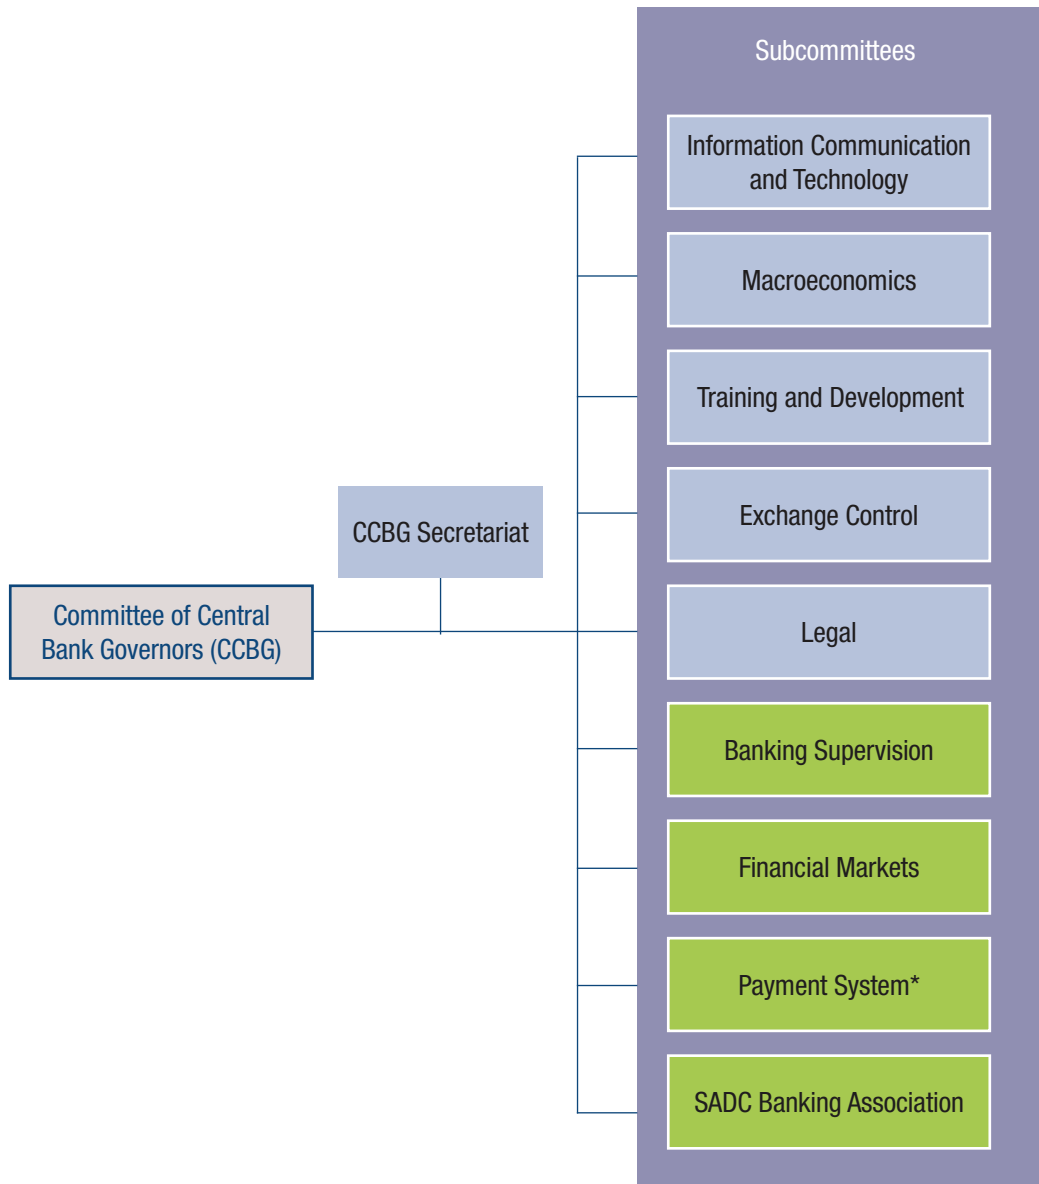 Subcommittees
Information Communication
and Technology
Macroeconomics
Training and Development
Exchange Control
CCBG Secretariat
Committee of Central
Bank Governors (CCBG)
Legal
Banking Supervision
Financial Markets
Payment System*
SADC Banking Association